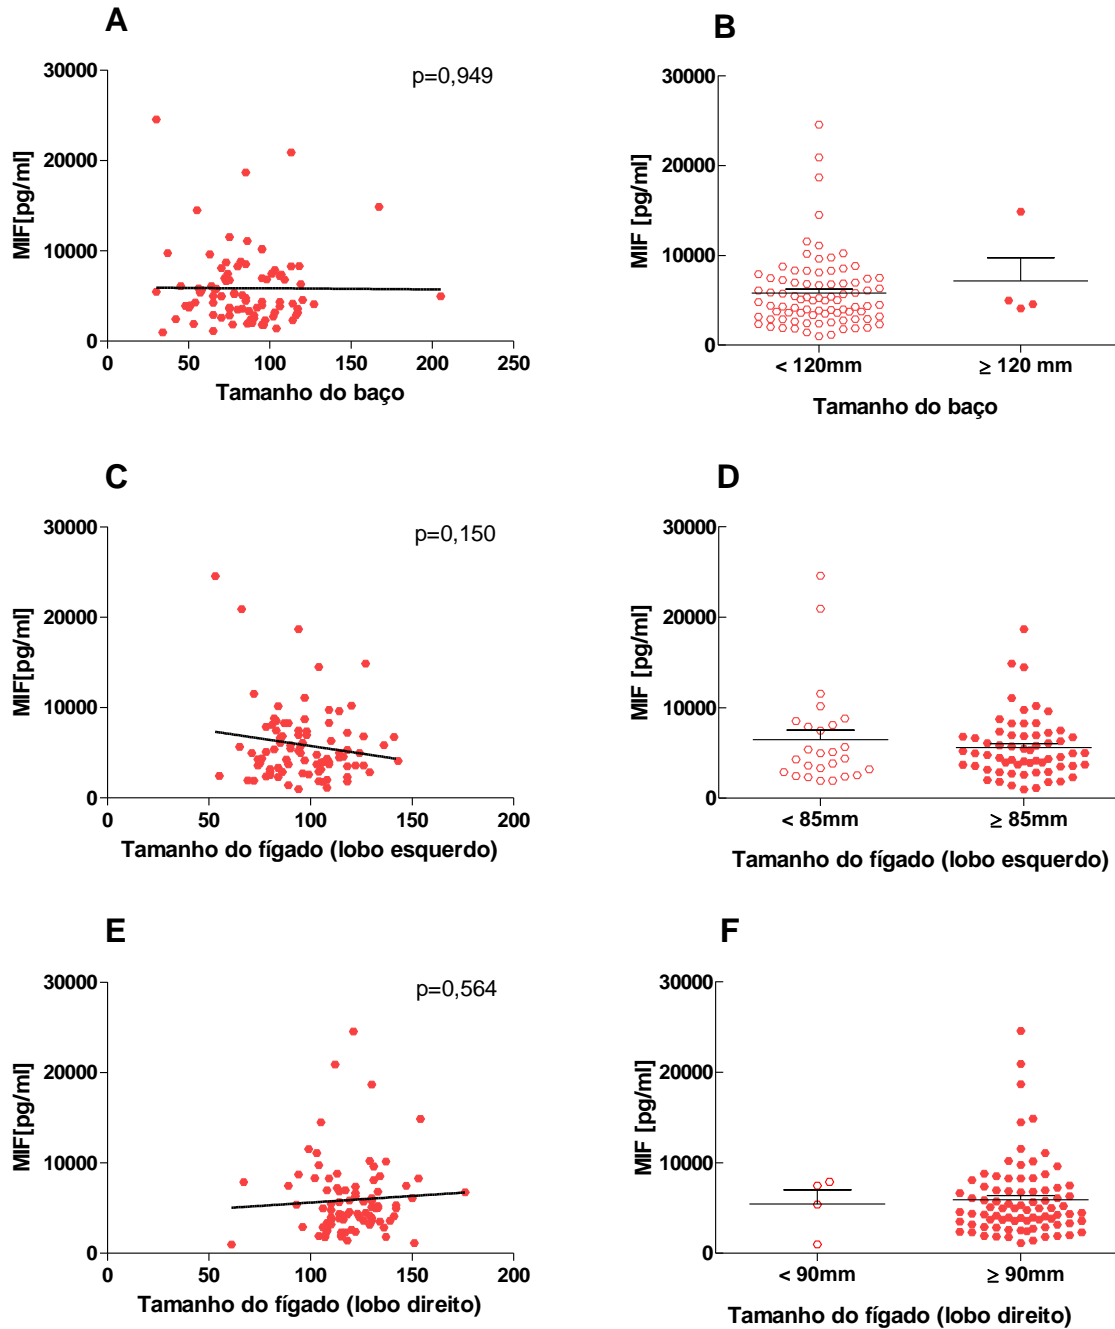 A
30000
20000
10000
0
MIF[pg/ml]
p=0,949
0 50 100 150 200 250
Tamanho do baço
B
30000
20000
10000
0
MIF [pg/ml]
< 120mm ≥ 120 mm
Tamanho do baço
C
30000
20000
10000
0
MIF[pg/ml]
p=0,150
0 50 100 150 200
Tamanho do fígado (lobo esquerdo)
D
30000
20000
10000
0
MIF [pg/ml]
< 85mm ≥ 85mm
Tamanho do fígado (lobo esquerdo)
E
30000
20000
10000
0
MIF[pg/ml]
p=0,564
0 50 100 150 200
Tamanho do fígado (lobo direito)
F
30000
20000
10000
0
MIF [pg/ml]
< 90mm ≥ 90mm
Tamanho do fígado (lobo direito)